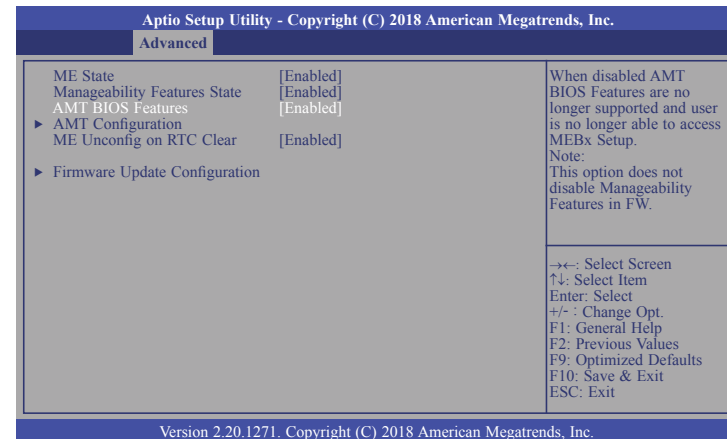 Aptio Setup Utility - Copyright (C) 2018 American Megatrends, Inc.
Advanced
ME State [Enabled]
Manageability Features State [Enabled]
AMT BIOS Features [Enabled]
▶ AMT Configuration
ME Unconfig on RTC Clear [Enabled]
▶ Firmware Update Configuration
When disabled AMT
BIOS Features are no
longer supported and user
is no longer able to access
MEBx Setup.
Note:
This option does not
disable Manageability
Features in FW.
→←: Select Screen
↑↓: Select Item
Enter: Select
+/- : Change Opt.
F1: General Help
F2: Previous Values
F9: Optimized Defaults
F10: Save & Exit
ESC: Exit
Version 2.20.1271. Copyright (C) 2018 American Megatrends, Inc.